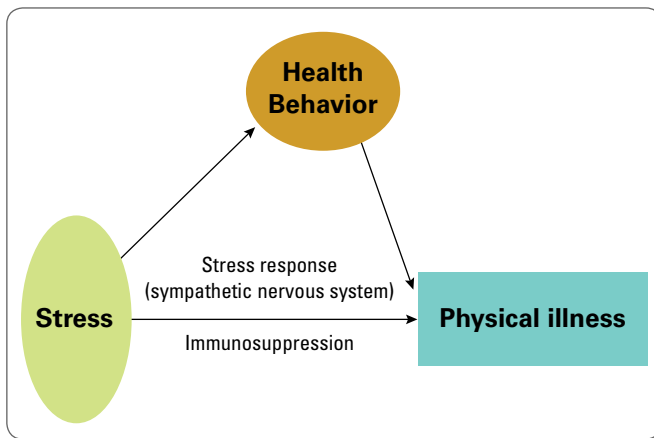 Health
Behavior
Stress response
(sympathetic nervous system)
Stress
Physical illness
Immunosuppression